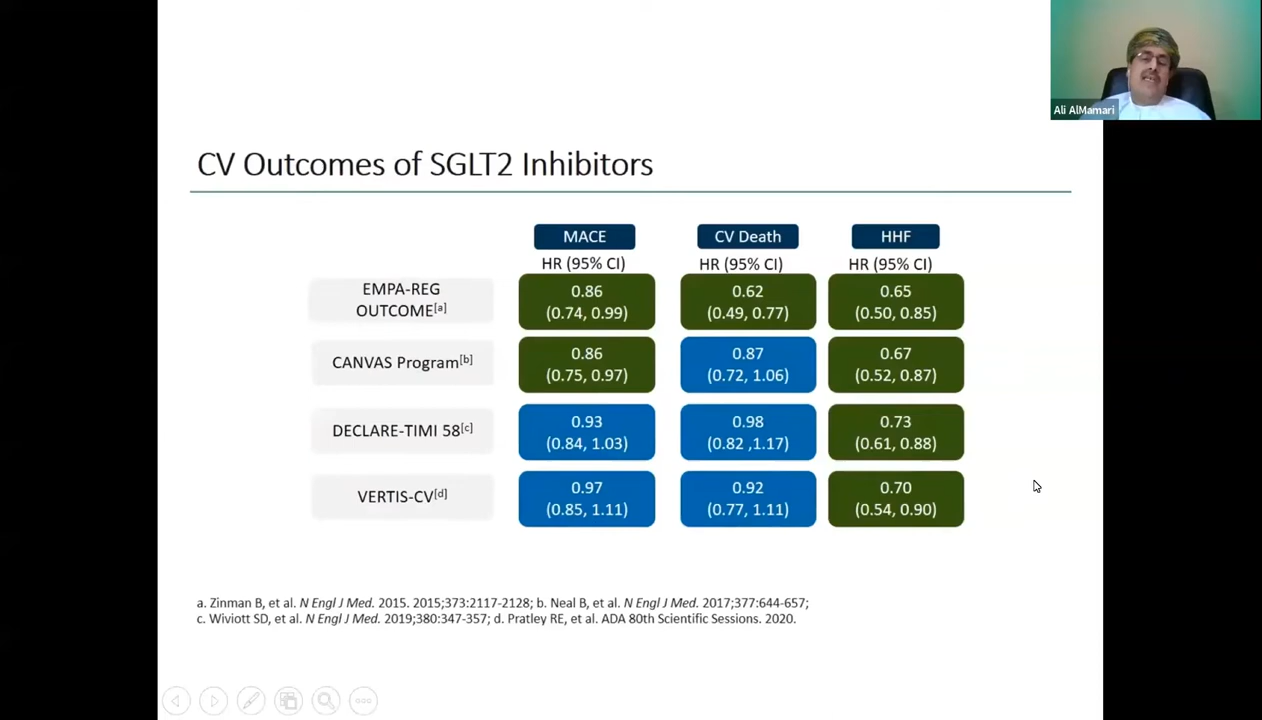 Ali AlMamari
CV Outcomes of SGLT2 Inhibitors
MACE CV Death HHF
HR (95% CI) HR (95% CI) HR (95% CI)
EMPA-REG
OUTCOME[a]
0.86 0.62 0.65
(0.74, 0.99) (0.49, 0.77) (0.50, 0.85)
CANVAS Program[b]
0.86 0.87 0.67
(0.75, 0.97) (0.72, 1.06) (0.52, 0.87)
DECLARE-TIMI 58[c]
0.93 0.98 0.73
(0.84, 1.03) (0.82 ,1.17) (0.61, 0.88)
VERTIS-CV[d]
0.97 0.92 0.70
(0.85, 1.11) (0.77, 1.11) (0.54, 0.90)
a. Zinman B, et al. N Engl J Med. 2015. 2015;373:2117-2128; b. Neal B, et al. N Engl J Med. 2017;377:644-657;
c. Wiviott SD, et al. N Engl J Med. 2019;380:347-357; d. Pratley RE, et al. ADA 80th Scientific Sessions. 2020.